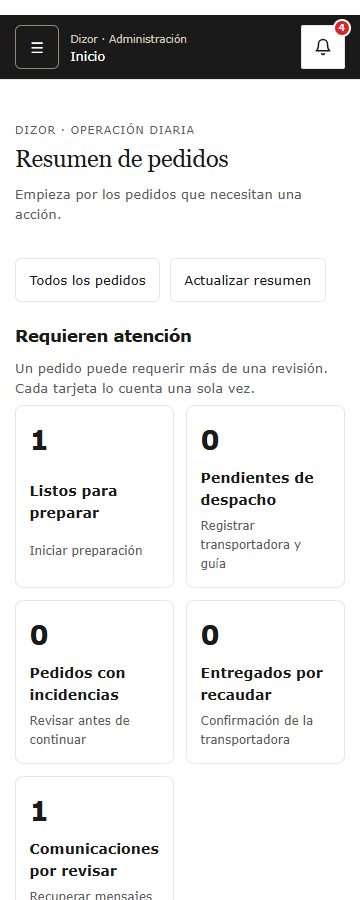 ☰
Dizor · Administración
Inicio
4
DIZOR · OPERACIÓN DIARIA
Resumen de pedidos
Empieza por los pedidos que necesitan una
acción.
Todos los pedidos
Actualizar resumen
Requieren atención
Un pedido puede requerir más de una revisión.
Cada tarjeta lo cuenta una sola vez.
1
Listos para
preparar
Iniciar preparación
0
Pendientes de
despacho
Registrar
transportadora y
guía
0
Pedidos con
incidencias
Revisar antes de
continuar
0
Entregados por
recaudar
Confirmación de la
transportadora
1
Comunicaciones
por revisar
Recuperar mensajes